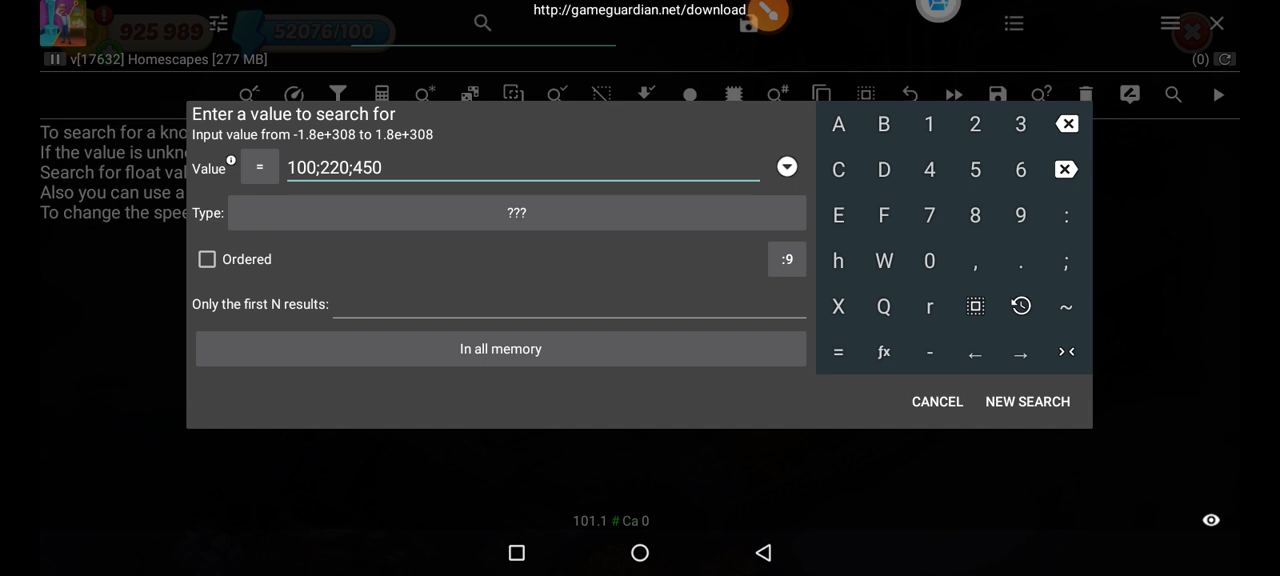 http://gameguardian.net/download
925 989
52076/100
v[17632] Homescapes [277 MB]
(0)
To search for a kno
If the value is unkn
Search for float val
Also you can use a
To change the spee
Enter a value to search for
Input value from -1.8e+308 to 1.8e+308
Value i = 100;220;450
Type: ???
Ordered :9
Only the first N results:
In all memory
A B 1 2 3
C D 4 5 6
E F 7 8 9 :
h W 0 , . ;
X Q r ~
= fx - ← → ><
CANCEL NEW SEARCH
101.1 # Ca 0